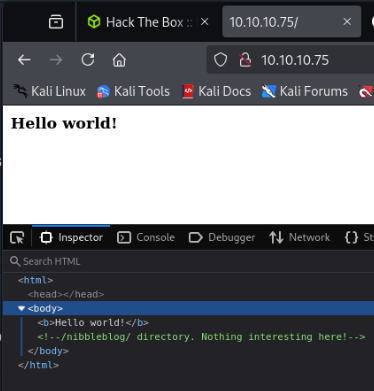 Hack The Box ::
10.10.10.75/
10.10.10.75
Kali Linux Kali Tools Kali Docs Kali Forums
Hello world!
Inspector Console Debugger Network St
Search HTML
<html>
<head></head>
<body>
<b>Hello world!</b>
<!--/nibbleblog/ directory. Nothing interesting here!-->
</body>
</html>